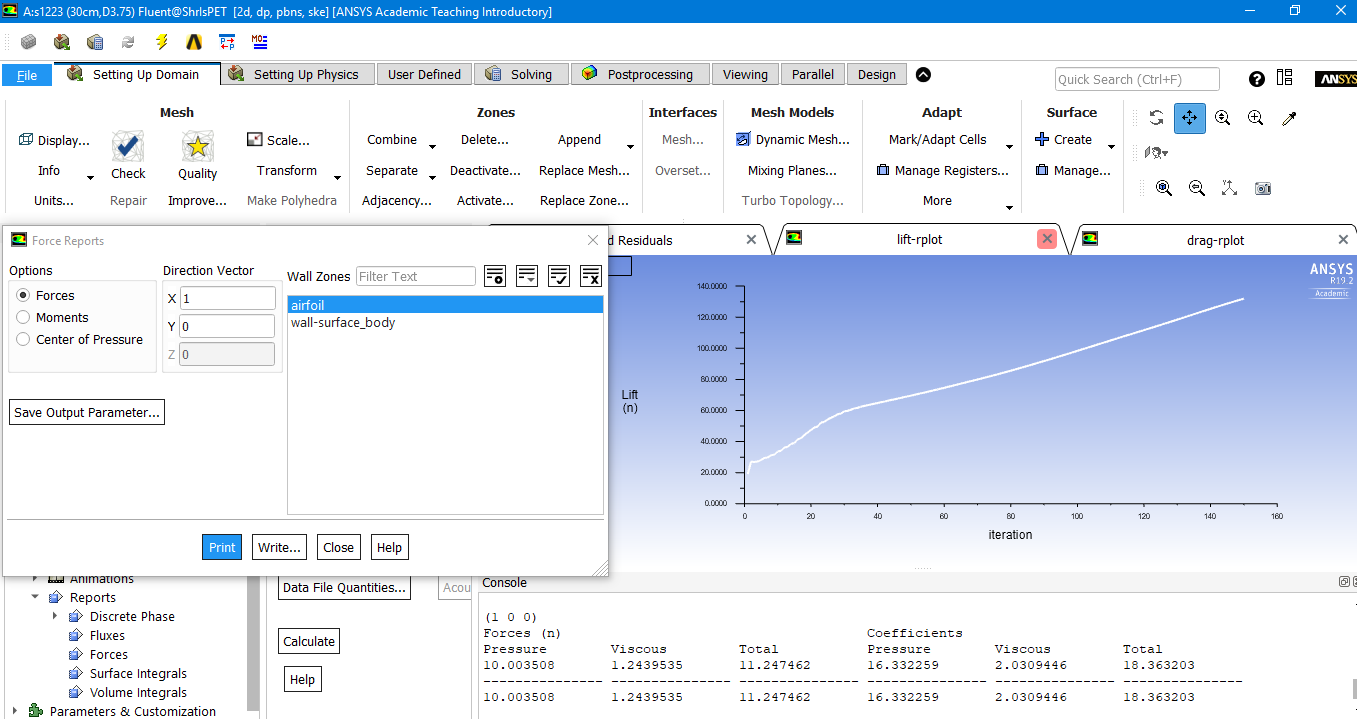 A:s1223 (30cm,D3.75) Fluent@ShrIsPET [2d, dp, pbns, ske] [ANSYS Academic Teaching Introductory]
File Setting Up Domain Setting Up Physics User Defined Solving Postprocessing Viewing Parallel Design Quick Search (Ctrl+F) ANSYS
Mesh Zones Interfaces Mesh Models Adapt Surface
Display... Scale... Combine Delete... Append Mesh... Dynamic Mesh... Mark/Adapt Cells Create
Info Check Quality Transform Separate Deactivate... Replace Mesh... Overset... Mixing Planes... Manage Registers... Manage...
Units... Repair Improve... Make Polyhedra Adjacency... Activate... Replace Zone... Turbo Topology... More
Force Reports
d Residuals lift-rplot drag-rplot
Options
Forces
Moments
Center of Pressure
Direction Vector
X 1
Y 0
Z 0
Wall Zones Filter Text
airfoil
wall-surface_body
Save Output Parameter...
Print Write... Close Help
ANSYS
R19.2
Academic
140.0000
120.0000
100.0000
80.0000
60.0000
40.0000
20.0000
0.0000
Lift
(n)
0 20 40 60 80 100 120 140 160
iteration
Animations
Reports
Discrete Phase
Fluxes
Forces
Surface Integrals
Volume Integrals
Parameters & Customization
Data File Quantities... Acou
Calculate
Help
Console
(1 0 0)
Forces (n) Coefficients
Pressure Viscous Total Pressure Viscous Total
10.003508 1.2439535 11.247462 16.332259 2.0309446 18.363203
---------------- ---------------- ---------------- ---------------- ---------------- ----------------
10.003508 1.2439535 11.247462 16.332259 2.0309446 18.363203